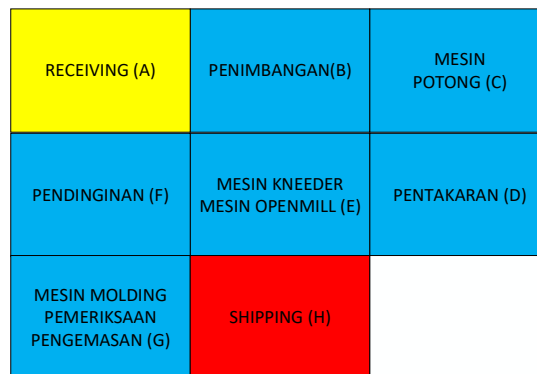 RECEIVING (A)
PENIMBANGAN(B)
MESIN
POTONG (C)
PENDINGINAN (F)
MESIN KNEEDER
MESIN OPENMILL (E)
PENTAKARAN (D)
MESIN MOLDING
PEMERIKSAAN
PENGEMASAN (G)
SHIPPING (H)